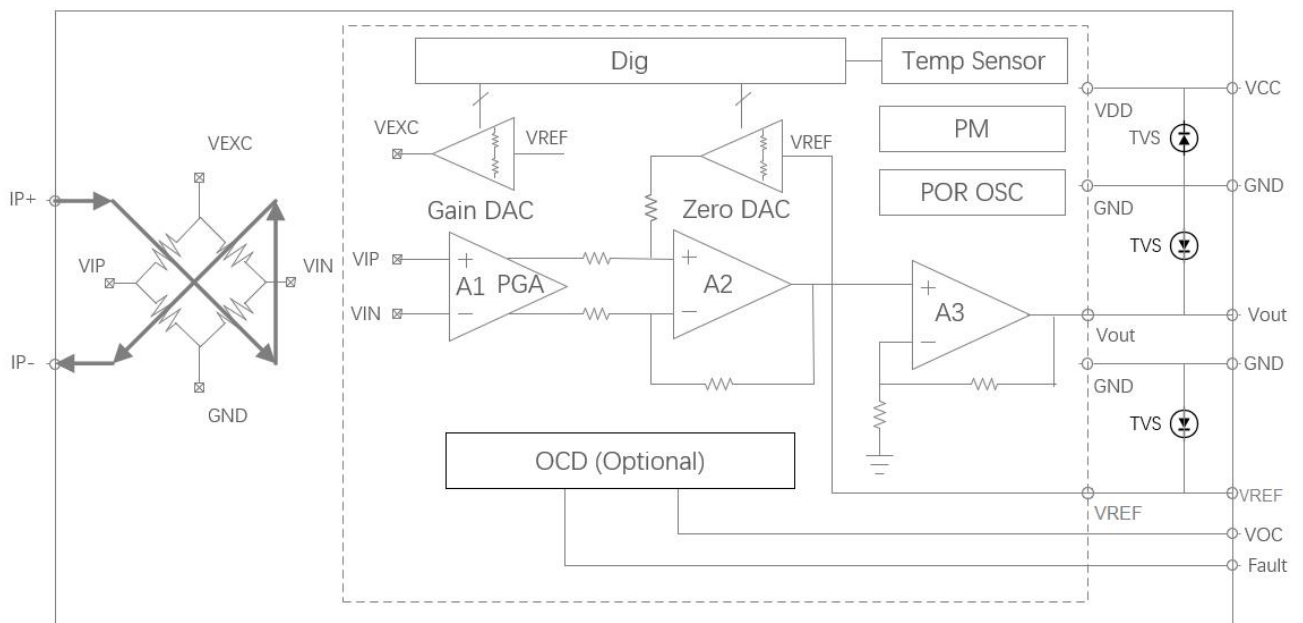 Dig
Temp Sensor
VCC
VDD
VEXC
VREF
VREF
PM
TVS
VEXC
IP+
Gain DAC
Zero DAC
POR OSC
GND
GND
TVS
VIP
VIN
VIP
+
A1
PGA
+
A2
+
A3
VIN
−
−
−
Vout
Vout
IP-
GND
GND
GND
TVS
OCD (Optional)
VREF
VREF
VOC
Fault